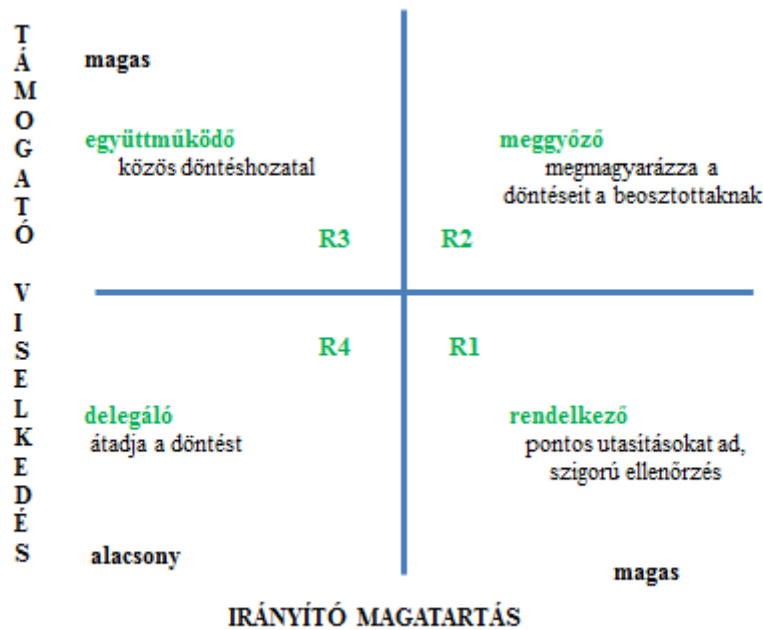 TÁMOGATÓ VISELKEDÉS
magas
együttműködő
közös döntéshozatal
R3
meggyőző
megmagyarázza a
döntéseit a beosztottaknak
R2
R4
delegáló
átadja a döntést
alacsony
R1
rendelkező
pontos utasításokat ad,
szigorú ellenőrzés
magas
IRÁNYÍTÓ MAGATARTÁS